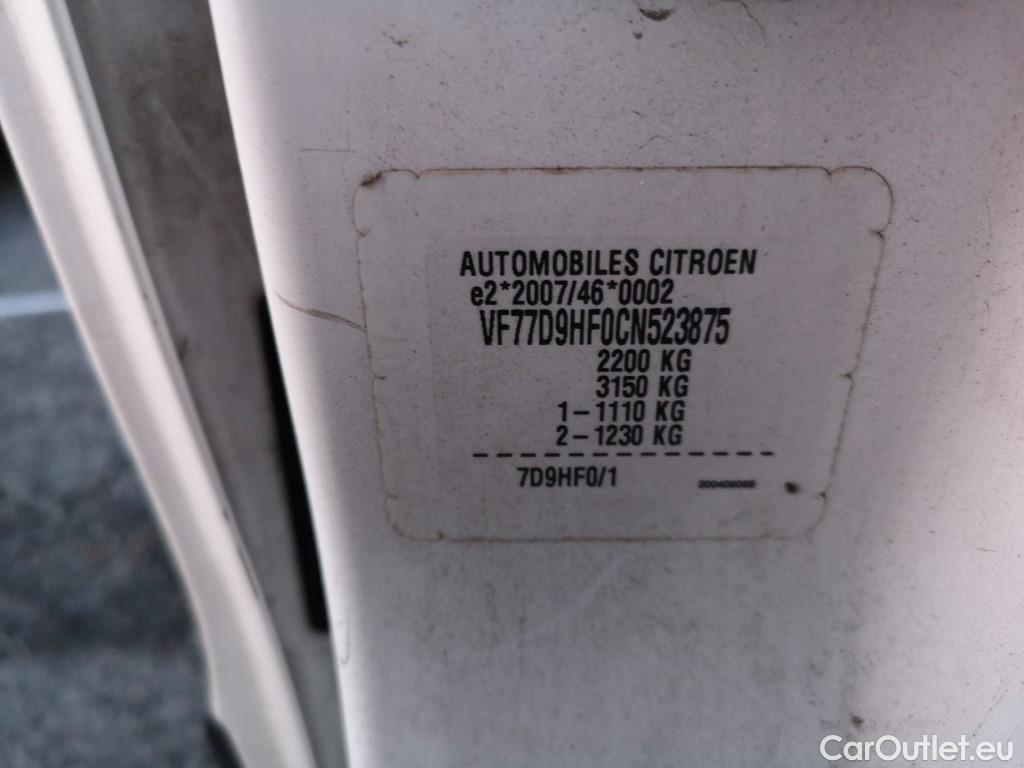 AUTOMOBILES CITROEN
e2*2007/46*0002
VF77D9HF0CN523875
2200 KG
3150 KG
1-1110 KG
2-1230 KG
7D9HF0/1
CarOutlet.eu